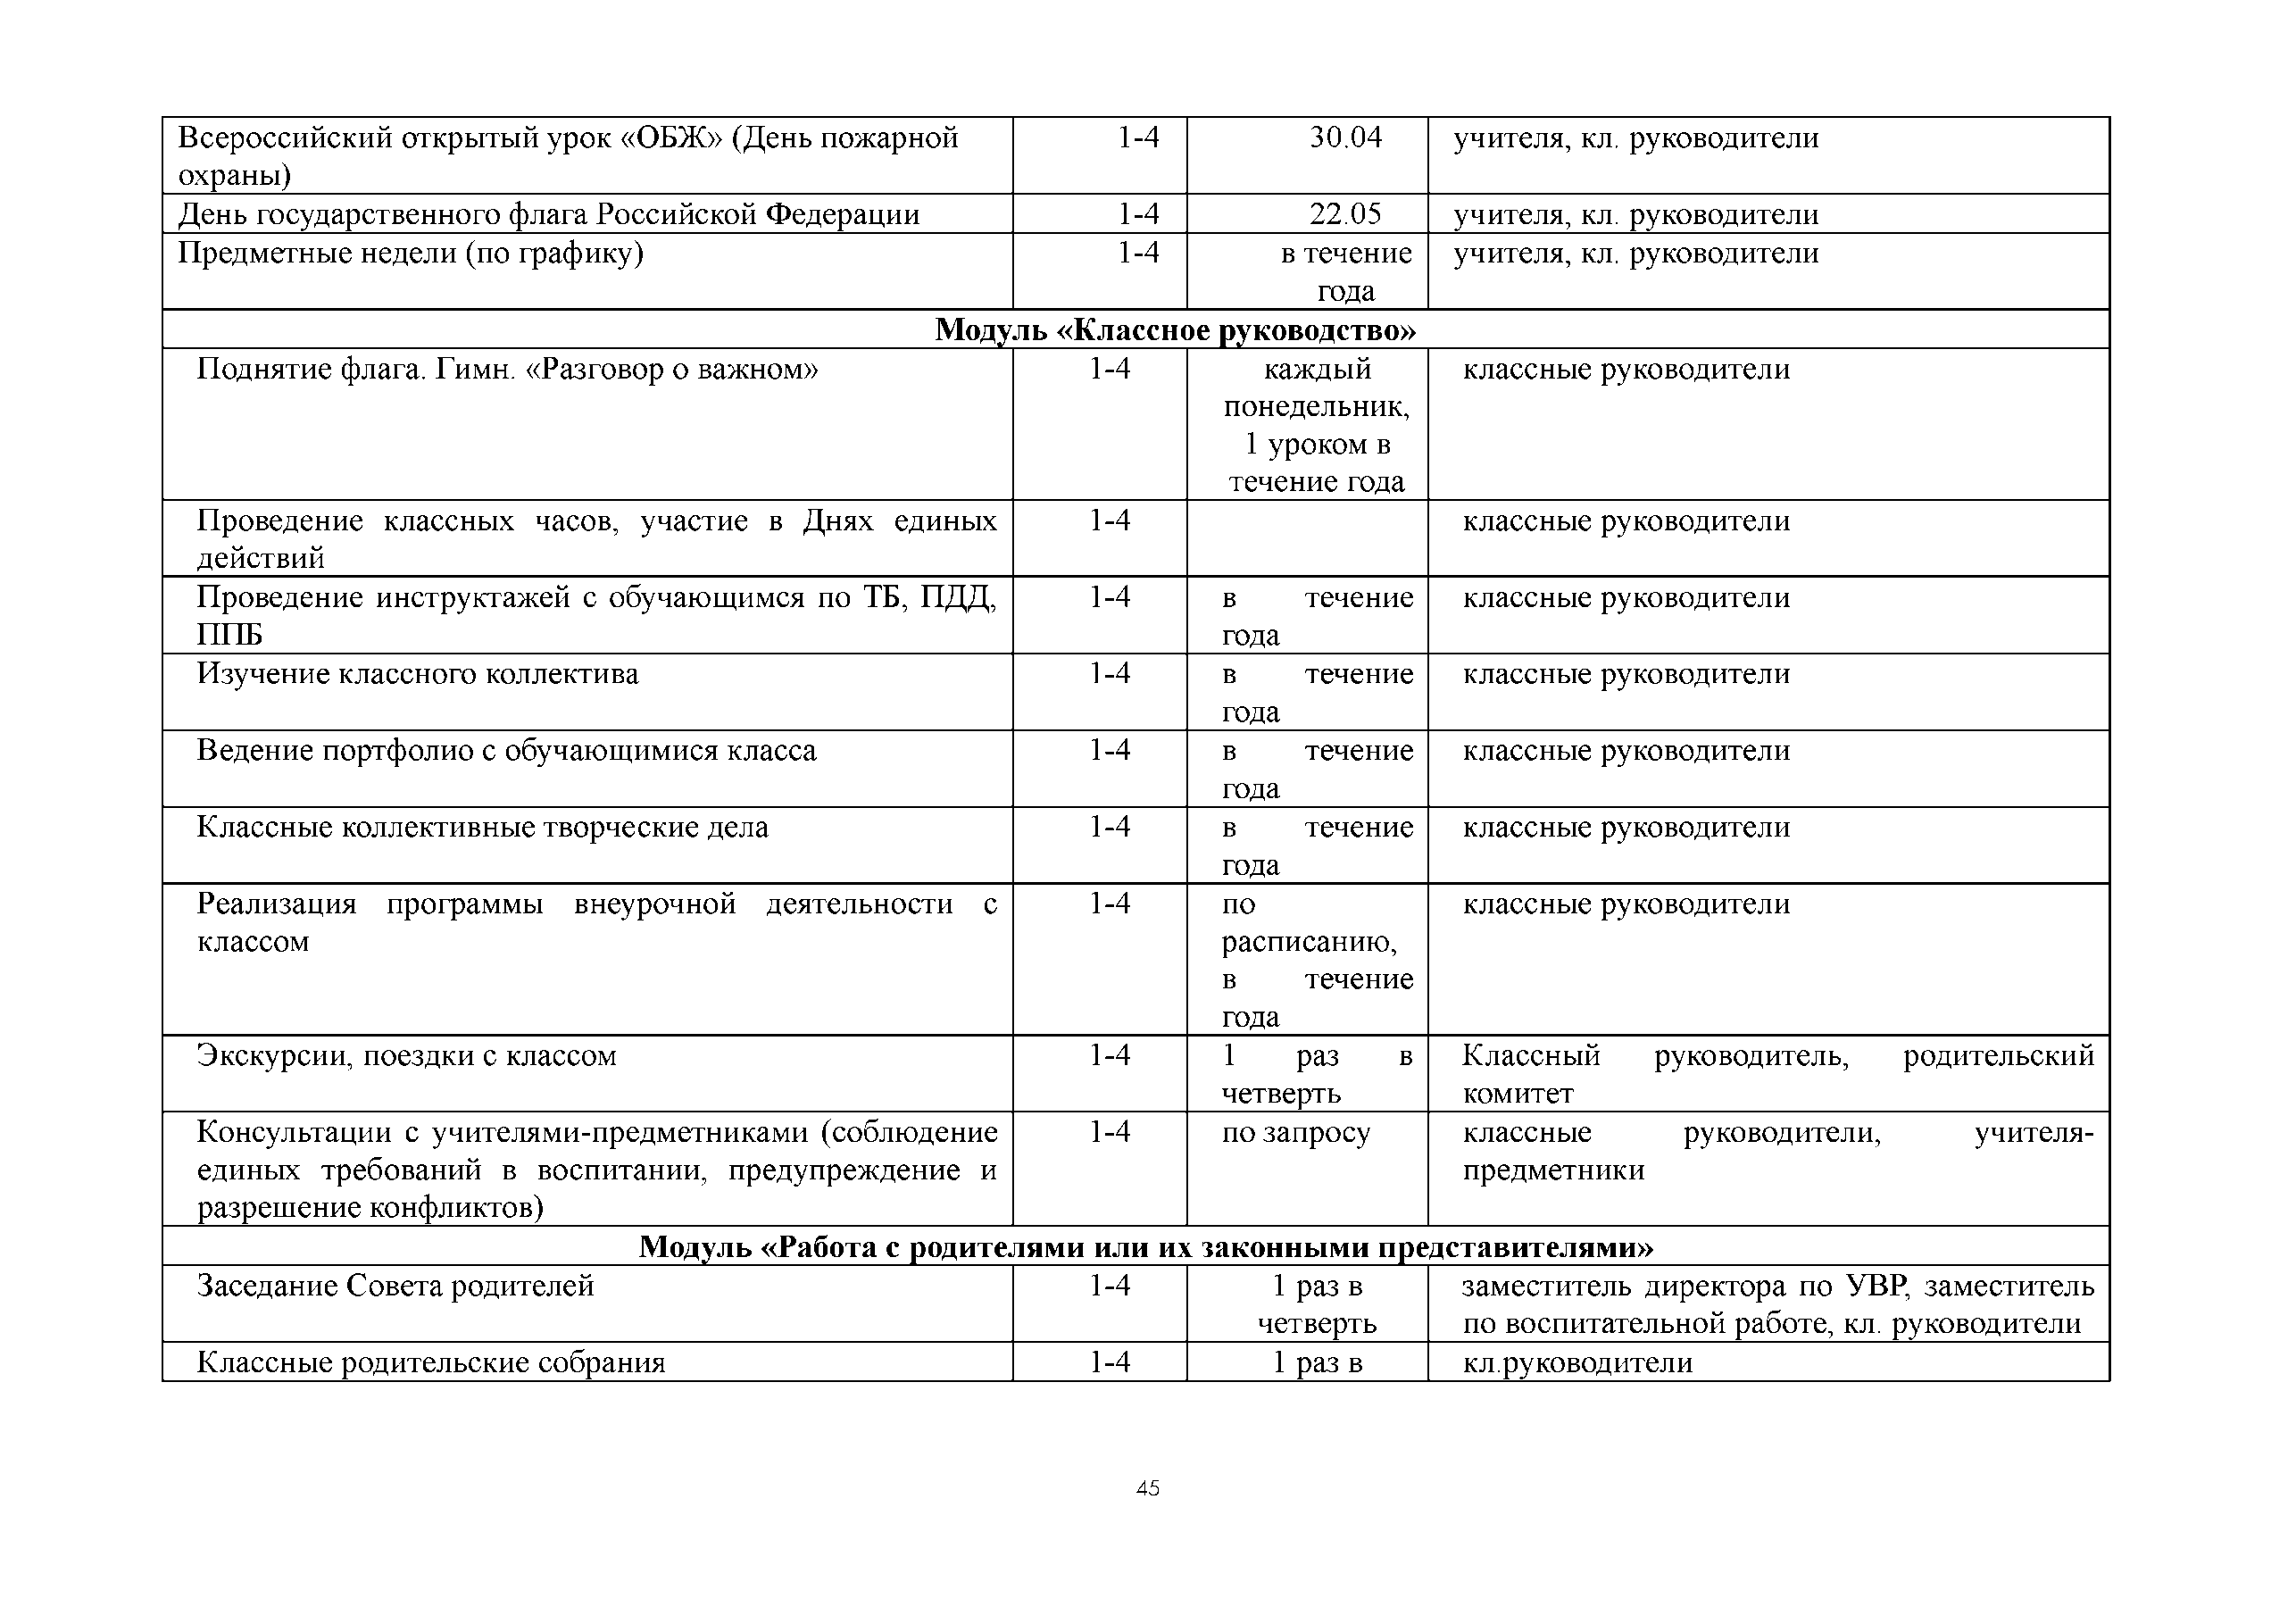 Всероссийский открытый урок «ОБЖ» (День пожарной 1-4 30.04 учителя, кл. руководители
охраны)
День государственного флага Российской Федерации 1-4 22.05 учителя, кл. руководители
Предметные недели (по графику) 1-4 в течение учителя, кл. руководители
года
Модуль «Классное руководство»
Поднятие флага. Гимн. «Разговор о важном» 1-4 каждый классные руководители
понедельник,
1 уроком в
течение года
Проведение классных часов, участие в Днях единых 1-4 классные руководители
действий
Проведение инструктажей с обучающимся по ТБ, ПДД, 1-4 в течение классные руководители
ППБ года
Изучение классного коллектива 1-4 в течение классные руководители
года
Ведение портфолио с обучающимися класса 1-4 в течение классные руководители
года
Классные коллективные творческие дела 1-4 в течение классные руководители
года
Реализация программы внеурочной деятельности с 1-4 по классные руководители
классом расписанию,
в течение
года
Экскурсии, поездки с классом 1-4 1 раз в Классный руководитель, родительский
четверть комитет
Консультации с учителями-предметниками (соблюдение 1-4 по запросу классные руководители, учителя-
единых требований в воспитании, предупреждение и предметники
разрешение конфликтов)
Модуль «Работа с родителями или их законными представителями»
Заседание Совета родителей 1-4 1 раз в заместитель директора по УВР, заместитель
четверть по воспитательной работе, кл. руководители
Классные родительские собрания 1-4 1 раз в кл.руководители
45